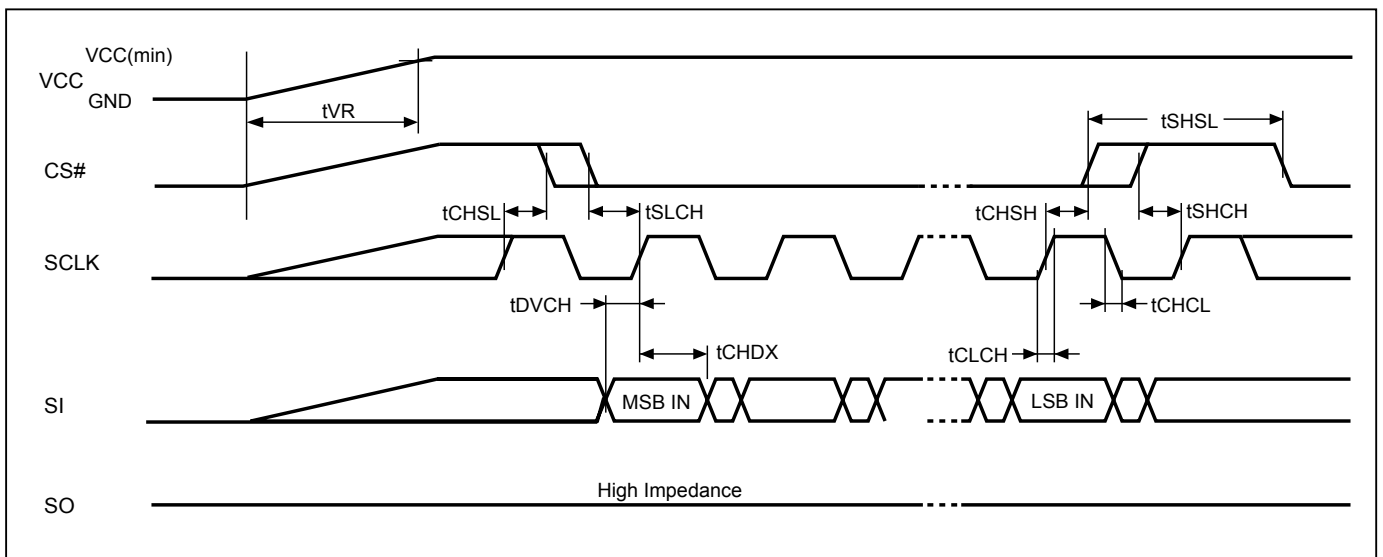 VCC(min)
VCC
GND
tVR
tSHSL
CS#
tCHSL
tSLCH
tCHSH
tSHCH
SCLK
tDVCH
tCHCL
tCHDX
tCLCH
SI
MSB IN
LSB IN
High Impedance
SO